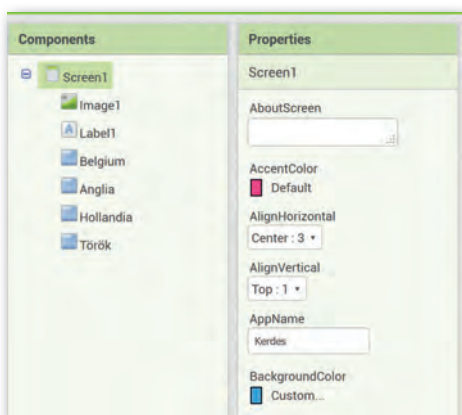 Components
Screen1
Image1
A Label1
Belgium
Anglia
Hollandia
Török
Properties
Screen1
AboutScreen
AccentColor
Default
AlignHorizontal
Center : 3
AlignVertical
Top : 1
AppName
Kerdes
BackgroundColor
Custom...